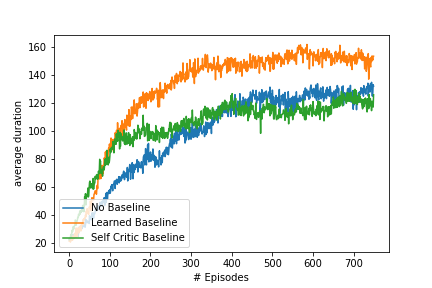 160
140
120
100
80
60
40
20
average duration
No Baseline
Learned Baseline
Self Critic Baseline
0 100 200 300 400 500 600 700
# Episodes